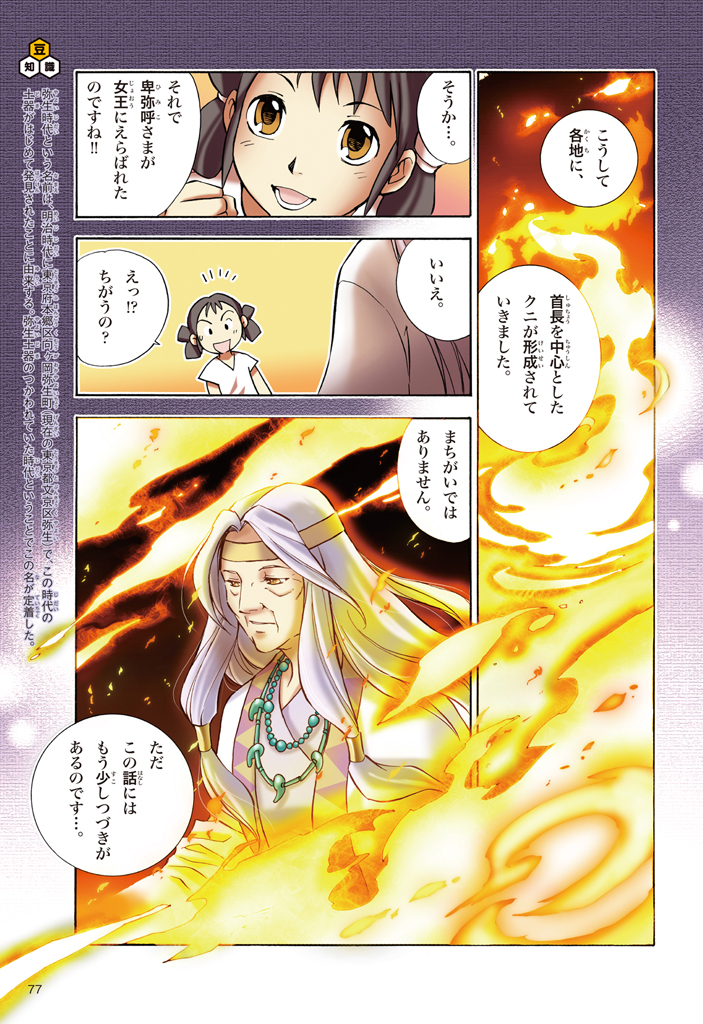 こうして
各地に、
首長を中心とした
クニが形成されて
いきました。
そうか…。
それで
卑弥呼さまが
女王にえらばれた
のですね!!
いいえ。
えっ!?
ちがうの?
まちがいでは
ありません。
ただ
この話には
もう少しつづきが
あるのです…。
豆
知識
弥生時代という名前は、明治時代に東京府本郷区向ヶ岡弥生町(現在の東京都文京区弥生)で、この時代の
土器がはじめて発見されたことに由来する。弥生土器のつかわれていた時代ということでこの名が定着した。
77